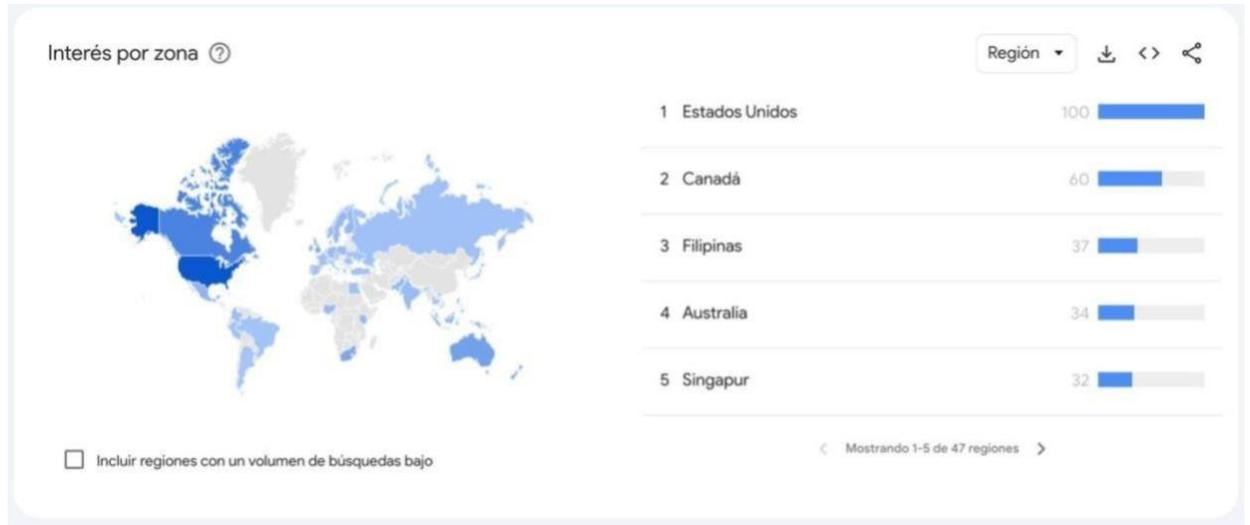 Interés por zona ?
Región
1 Estados Unidos 100
2 Canadá 60
3 Filipinas 37
4 Australia 34
5 Singapur 32
Incluir regiones con un volumen de búsquedas bajo
Mostrando 1-5 de 47 regiones